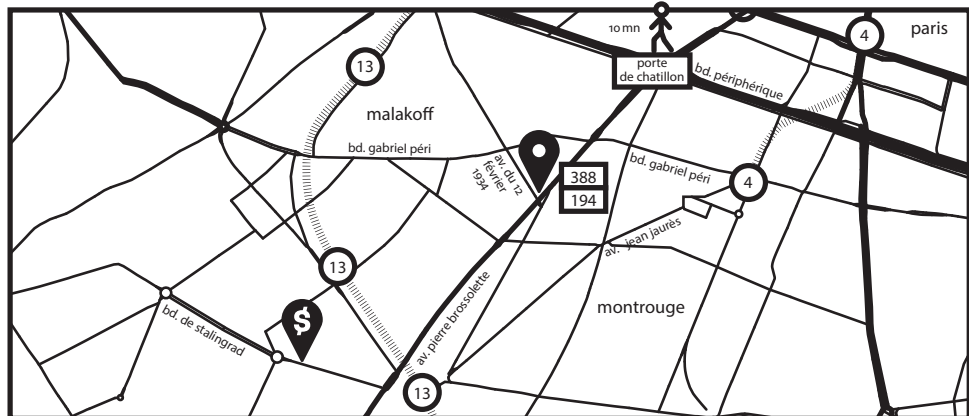 10 mn
4
paris
13
porte
de chatillon
bd. périphérique
malakoff
bd. gabriel péri
av. du 12
février
1934
388
194
bd. gabriel péri
4
av. jean jaurès
13
montrouge
$
bd. de stalingrad
av. pierre brossolette
13